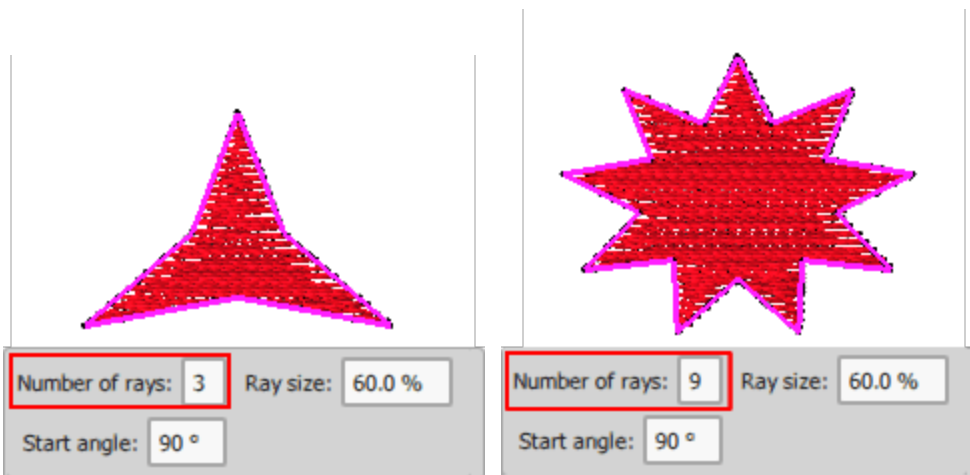 Number of rays: 3 Ray size: 60.0 %
Start angle: 90 °
Number of rays: 9 Ray size: 60.0 %
Start angle: 90 °